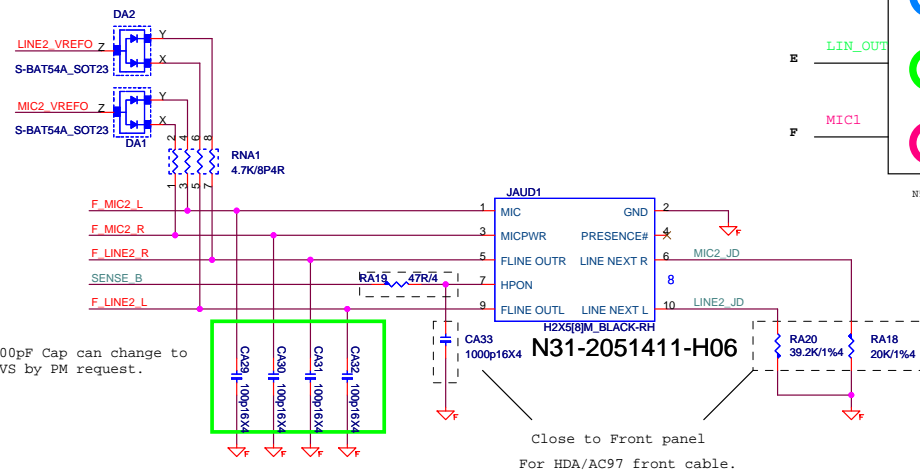 DA2
LINE2_VREFO Z
Y
X
S-BAT54A_SOT23
MIC2_VREFO Z
Y
X
S-BAT54A_SOT23
DA1
2 4 6 8
RNA1
4.7K/8P4R
1 3 5 7
E LIN_OUT
F MIC1
JAUD1
F_MIC2_L 1 MIC GND 2
F
F_MIC2_R 3 MICPWR PRESENCE# 4
F_LINE2_R 5 FLINE OUTR LINE NEXT R 6 MIC2_JD
SENSE_B RA19 47R/4 7 HPON 8
F_LINE2_L 9 FLINE OUTL LINE NEXT L 10 LINE2_JD
H2X5[8]M_BLACK-RH
N31-2051411-H06
00pF Cap can change to
VS by PM request.
CA29 100p16X4
CA30 100p16X4
CA31 100p16X4
CA32 100p16X4
F F F F
CA33
1000p16X4
F
RA20
39.2K/1%4
RA18
20K/1%4
F
Close to Front panel
For HDA/AC97 front cable.